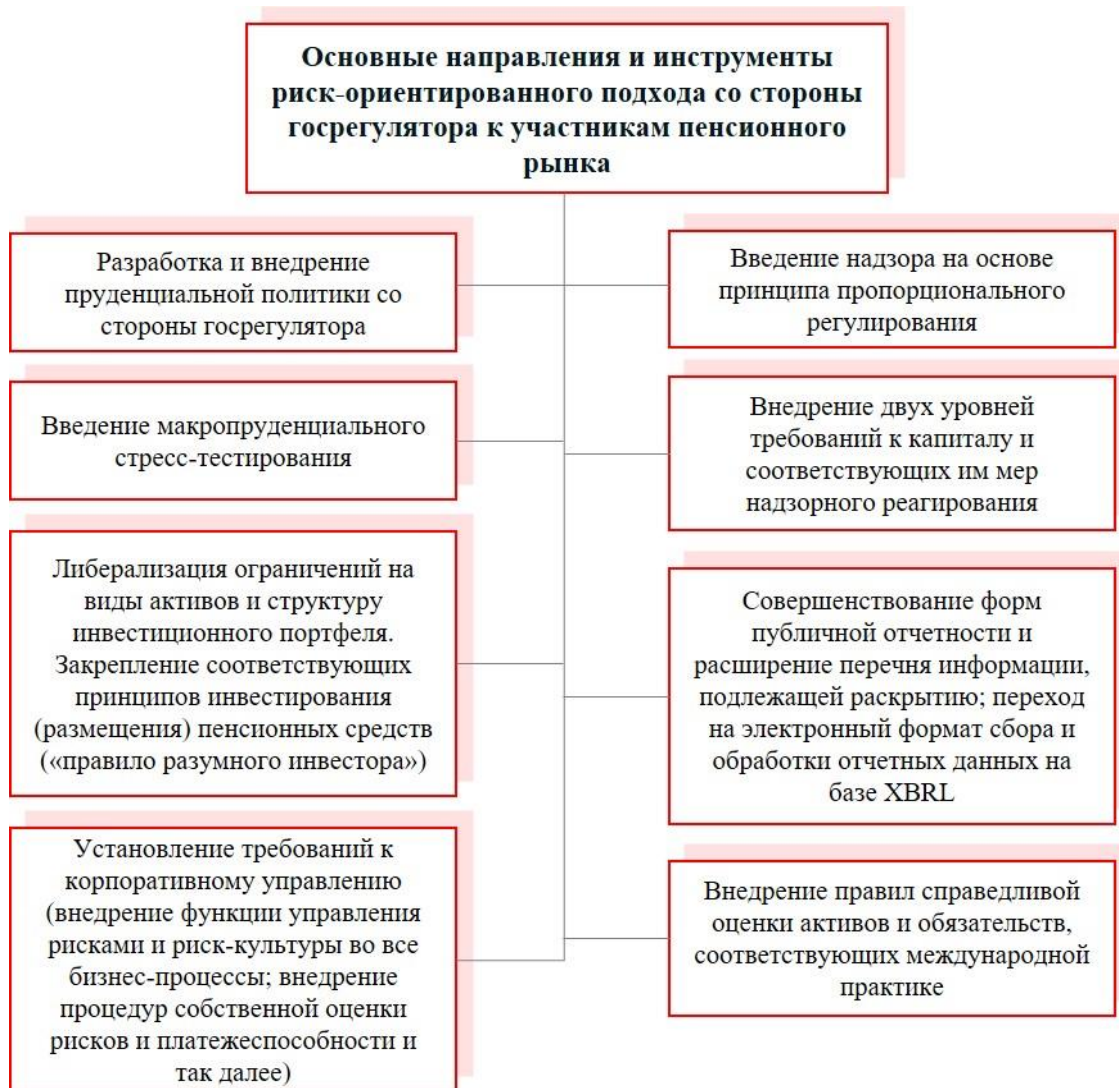 Основные направления и инструменты
риск-ориентированного подхода со стороны
госрегулятора к участникам пенсионного
рынка
Разработка и внедрение
пруденциальной политики со
стороны госрегулятора
Введение надзора на основе
принципа пропорционального
регулирования
Введение макропруденциального
стресс-тестирования
Внедрение двух уровней
требований к капиталу и
соответствующих им мер
надзорного реагирования
Либерализация ограничений на
виды активов и структуру
инвестиционного портфеля.
Закрепление соответствующих
принципов инвестирования
(размещения) пенсионных средств
(«правило разумного инвестора»)
Совершенствование форм
публичной отчетности и
расширение перечня информации,
подлежащей раскрытию; переход
на электронный формат сбора и
обработки отчетных данных на
базе XBRL
Установление требований к
корпоративному управлению
(внедрение функции управления
рисками и риск-культуры во все
бизнес-процессы; внедрение
процедур собственной оценки
рисков и платежеспособности и
так далее)
Внедрение правил справедливой
оценки активов и обязательств,
соответствующих международной
практике